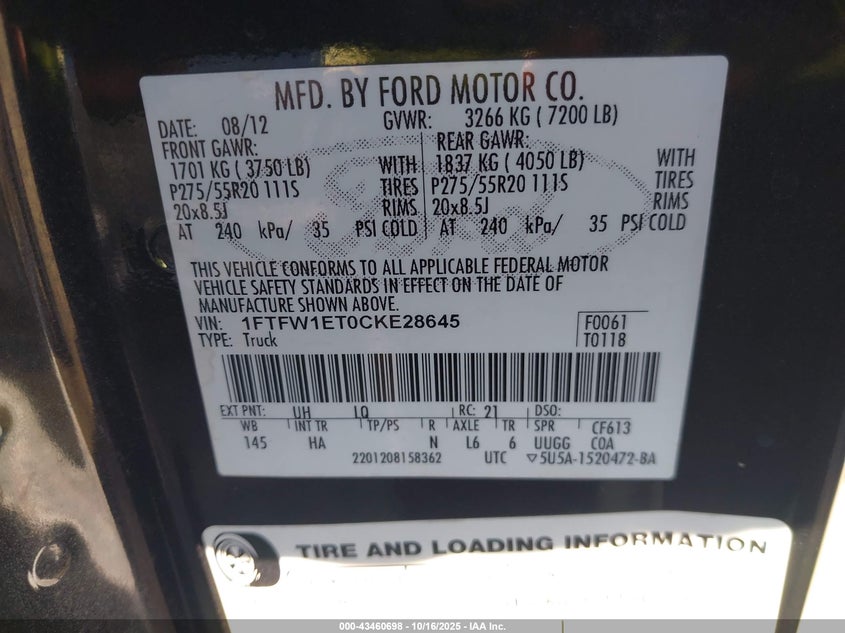 MFD. BY FORD MOTOR CO.
DATE: 08/12 GVWR: 3266 KG ( 7200 LB)
FRONT GAWR: REAR GAWR:
1701 KG ( 3750 LB) WITH 1837 KG ( 4050 LB) WITH
P275/55R20 111S TIRES P275/55R20 111S TIRES
20x8.5J RIMS 20x8.5J RIMS
AT 240 kPa/ 35 PSI COLD AT 240 kPa/ 35 PSI COLD
THIS VEHICLE CONFORMS TO ALL APPLICABLE FEDERAL MOTOR
VEHICLE SAFETY STANDARDS IN EFFECT ON THE DATE OF
MANUFACTURE SHOWN ABOVE.
VIN: 1FTFW1ET0CKE28645 F0061
TYPE: Truck T0118
EXT PNT: UH LQ RC: 21 DSO:
WB INT TR TP/PS R AXLE TR SPR CF613
145 HA N L6 6 UUGG COA
2201208158362 UTC ▽5U5A-1520472-BA
TIRE AND LOADING INFORMATION
000-43460698 - 10/16/2025 - IAA Inc.